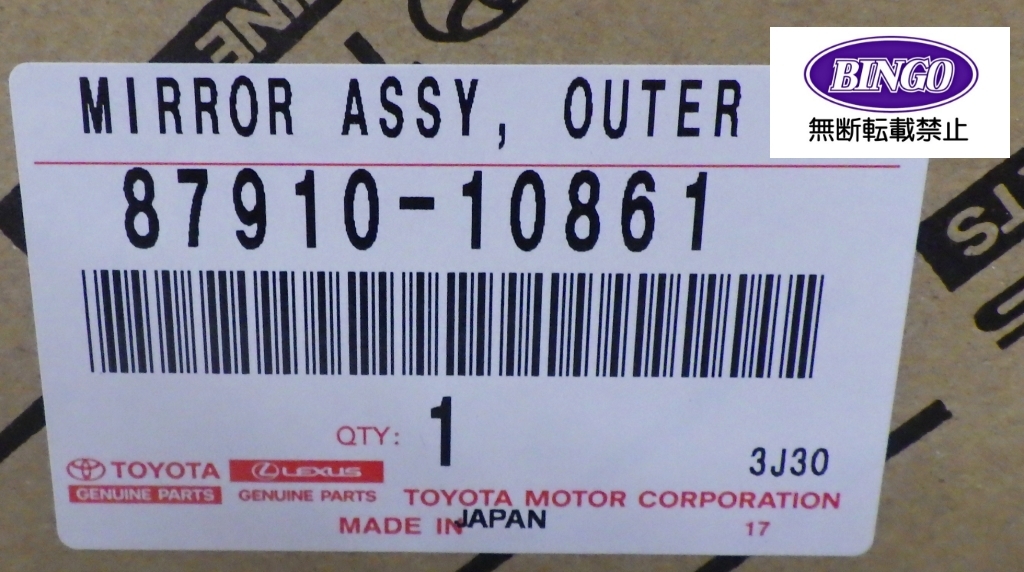 MIRROR ASSY, OUTER
BINGO
無断転載禁止
87910-10861
QTY: 1
3J30
TOYOTA LEXUS
GENUINE PARTS GENUINE PARTS
TOYOTA MOTOR CORPORATION
MADE IN JAPAN
17